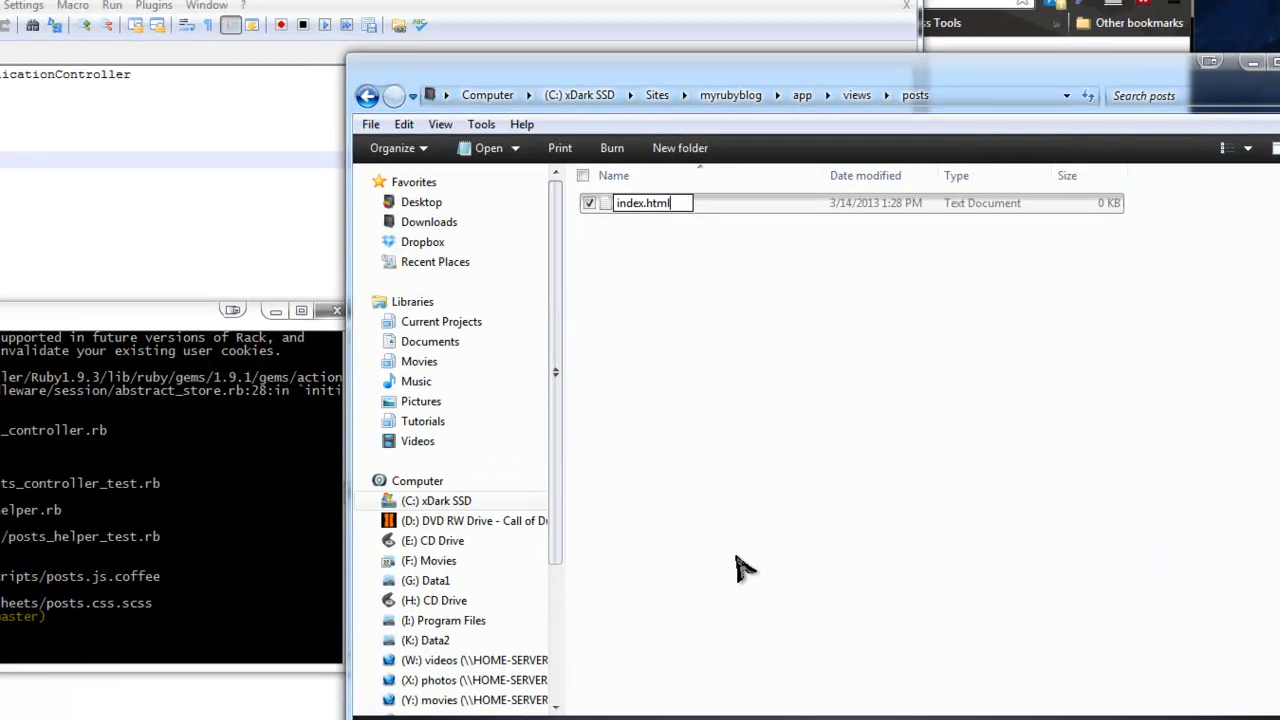 Settings Macro Run Plugins Window ?
ss Tools
Other bookmarks
licationController
Computer (C:) xDark SSD Sites myrubyblog app views posts
Search posts
File Edit View Tools Help
Organize Open Print Burn New folder
Name Date modified Type Size
index.html 3/14/2013 1:28 PM Text Document 0 KB
Favorites
Desktop
Downloads
Dropbox
Recent Places
Libraries
Current Projects
Documents
Movies
Music
Pictures
Tutorials
Videos
Computer
(C:) xDark SSD
(D:) DVD RW Drive - Call of Du
(E:) CD Drive
(F:) Movies
(G:) Data1
(H:) CD Drive
(I:) Program Files
(K:) Data2
(W:) videos (\\HOME-SERVER
(X:) photos (\\HOME-SERVER
(Y:) movies (\\HOME-SERVER
upported in future versions of Rack, and
nvalidate your existing user cookies.
ler/Ruby1.9.3/lib/ruby/gems/1.9.1/gems/action
dleware/session/abstract_store.rb:28:in `initi
_controller.rb
ts_controller_test.rb
elper.rb
/posts_helper_test.rb
ripts/posts.js.coffee
heets/posts.css.scss
aster)